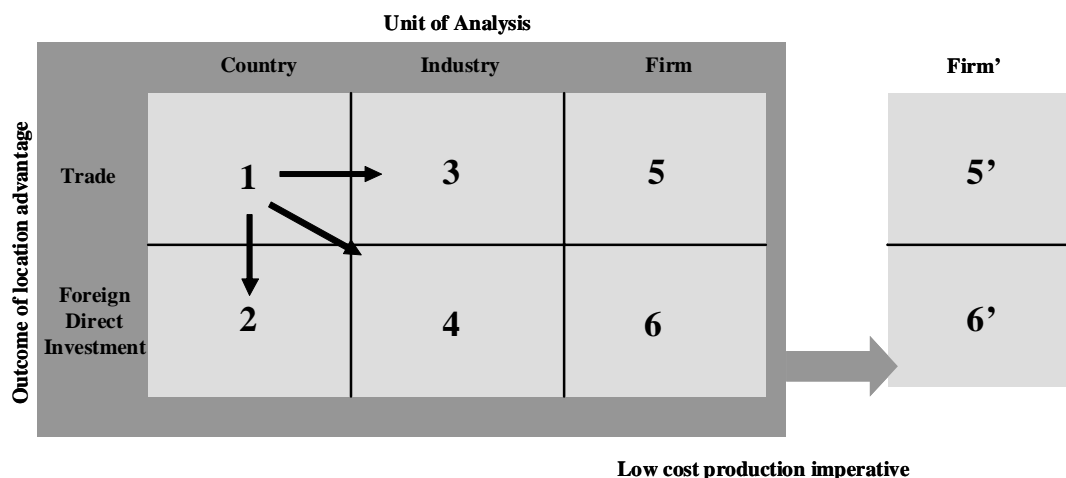 Unit of Analysis
Country Industry Firm Firm’
Outcome of location advantage
Trade 1 3 5 5’
Foreign
Direct
Investment
2 4 6 6’
Low cost production imperative